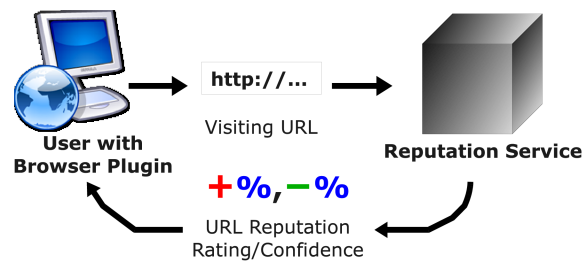 http://...
Visiting URL
User with
Browser Plugin
Reputation Service
+%,−%
URL Reputation
Rating/Confidence